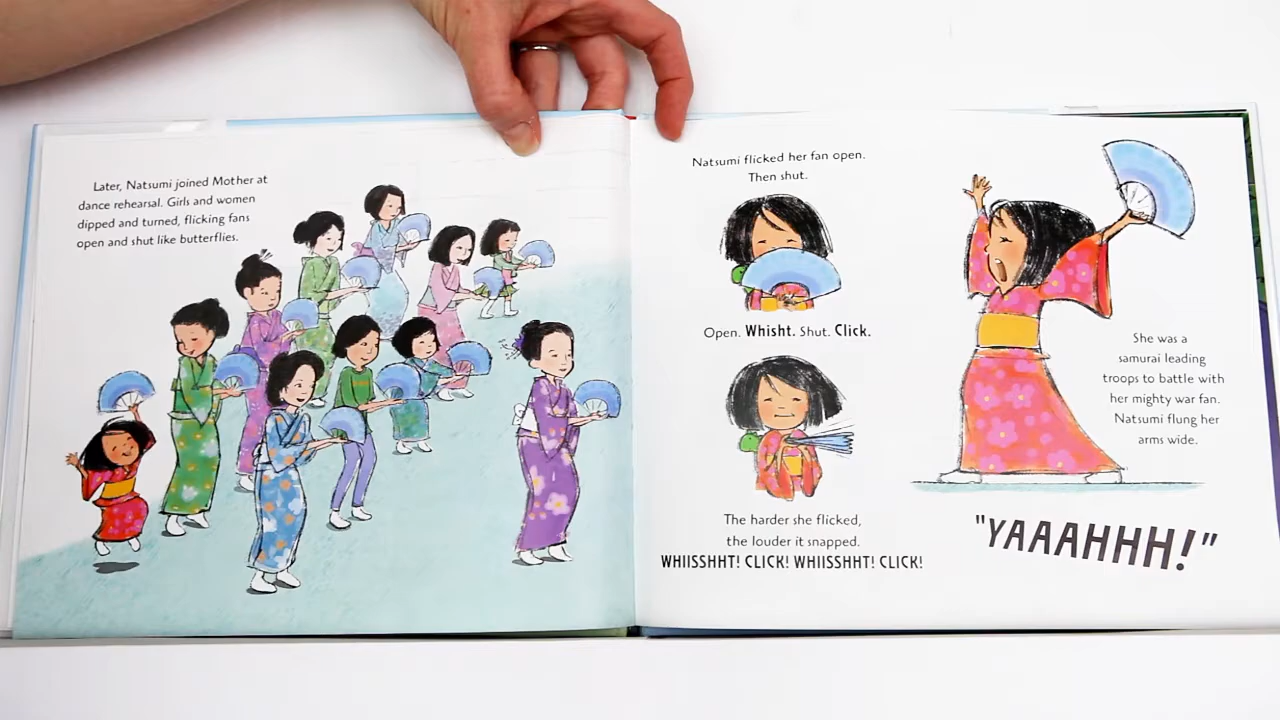 Later, Natsumi joined Mother at
dance rehearsal. Girls and women
dipped and turned, flicking fans
open and shut like butterflies.
Natsumi flicked her fan open.
Then shut.
Open. Whisht. Shut. Click.
The harder she flicked,
the louder it snapped.
WHIISSHHT! CLICK! WHIISSHHT! CLICK!
She was a
samurai leading
troops to battle with
her mighty war fan.
Natsumi flung her
arms wide.
"YAAAHHH!"